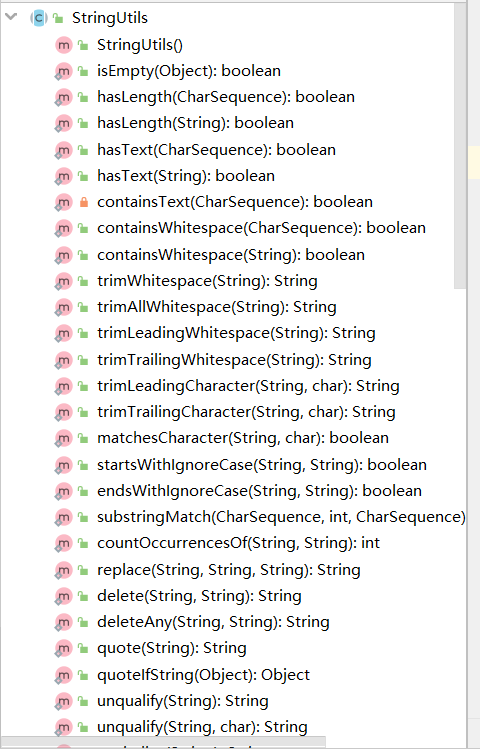 StringUtils
StringUtils()
isEmpty(Object): boolean
hasLength(CharSequence): boolean
hasLength(String): boolean
hasText(CharSequence): boolean
hasText(String): boolean
containsText(CharSequence): boolean
containsWhitespace(CharSequence): boolean
containsWhitespace(String): boolean
trimWhitespace(String): String
trimAllWhitespace(String): String
trimLeadingWhitespace(String): String
trimTrailingWhitespace(String): String
trimLeadingCharacter(String, char): String
trimTrailingCharacter(String, char): String
matchesCharacter(String, char): boolean
startsWithIgnoreCase(String, String): boolean
endsWithIgnoreCase(String, String): boolean
substringMatch(CharSequence, int, CharSequence)
countOccurrencesOf(String, String): int
replace(String, String, String): String
delete(String, String): String
deleteAny(String, String): String
quote(String): String
quoteIfString(Object): Object
unqualify(String): String
unqualify(String, char): String